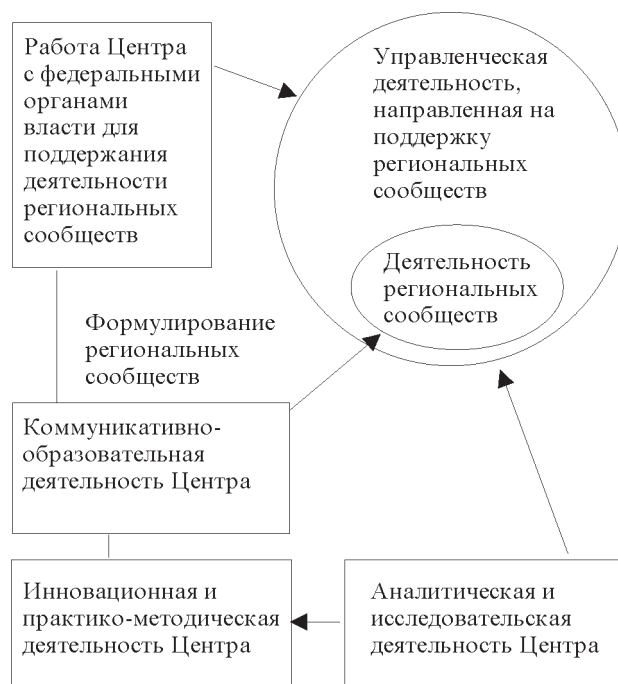 Работа Центра
с федеральными
органами
власти для
поддержания
деятельности
региональных
сообществ
Управленческая
деятельность,
направленная на
поддержку
региональных
сообществ
Деятельность
региональных
сообществ
Формулирование
региональных
сообществ
Коммуникативно-
образовательная
деятельность Центра
Инновационная и
практико-методическая
деятельность Центра
Аналитическая и
исследовательская
деятельность Центра